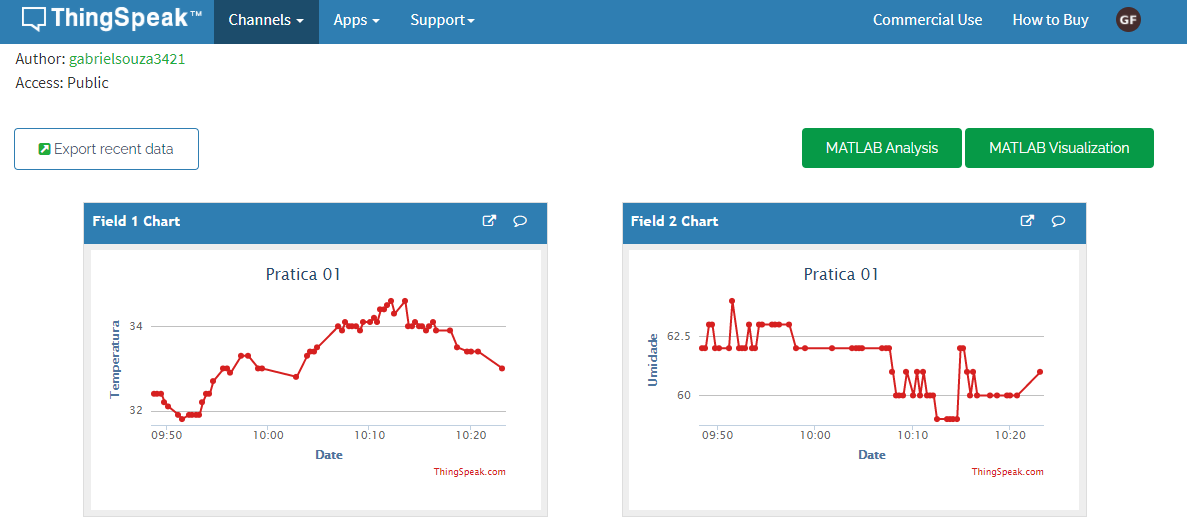 ThingSpeak™ Channels Apps Support Commercial Use How to Buy GF
Author: gabrielsouza3421
Access: Public
Export recent data
MATLAB Analysis MATLAB Visualization
Field 1 Chart
Pratica 01
Temperatura
34
32
09:50 10:00 10:10 10:20
Date
ThingSpeak.com
Field 2 Chart
Pratica 01
Umidade
62.5
60
09:50 10:00 10:10 10:20
Date
ThingSpeak.com